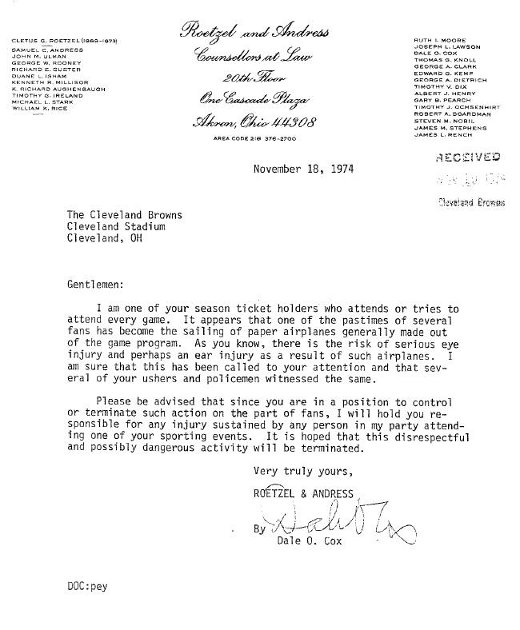 Roetzel and Andress
Counsellors at Law
20th Floor
One Cascade Plaza
Akron, Ohio 44308
AREA CODE 216 376-2700
CLETUS G. ROETZEL (1889-1973)
SAMUEL C. ANDRESS
JOHN M. ULMAN
GEORGE W. ROONEY
RICHARD E. GUSTER
DUANE L. ISHAM
KENNETH R. MILLISOR
K. RICHARD AUGHENBAUGH
TIMOTHY G. IRELAND
MICHAEL L. STARK
WILLIAM K. RICE
RUTH I. MOORE
JOSEPH L. LAWSON
DALE O. COX
THOMAS G. KNOLL
GEORGE A. CLARK
EDWARD G. KEMP
GEORGE A. DIETRICH
TIMOTHY V. DIX
ALBERT J. HENRY
GARY B. PEARCH
TIMOTHY J. OCHSENHIRT
ROBERT A. BOARDMAN
STEVEN M. NOBIL
JAMES M. STEPHENS
JAMES L. RENCH
RECEIVED
Cleveland Browns
November 18, 1974
The Cleveland Browns
Cleveland Stadium
Cleveland, OH
Gentlemen:
I am one of your season ticket holders who attends or tries to
attend every game. It appears that one of the pastimes of several
fans has become the sailing of paper airplanes generally made out
of the game program. As you know, there is the risk of serious eye
injury and perhaps an ear injury as a result of such airplanes. I
am sure that this has been called to your attention and that sev-
eral of your ushers and policemen witnessed the same.
Please be advised that since you are in a position to control
or terminate such action on the part of fans, I will hold you re-
sponsible for any injury sustained by any person in my party attend-
ing one of your sporting events. It is hoped that this disrespectful
and possibly dangerous activity will be terminated.
Very truly yours,
ROETZEL & ANDRESS
By
Dale O. Cox
DOC:pey